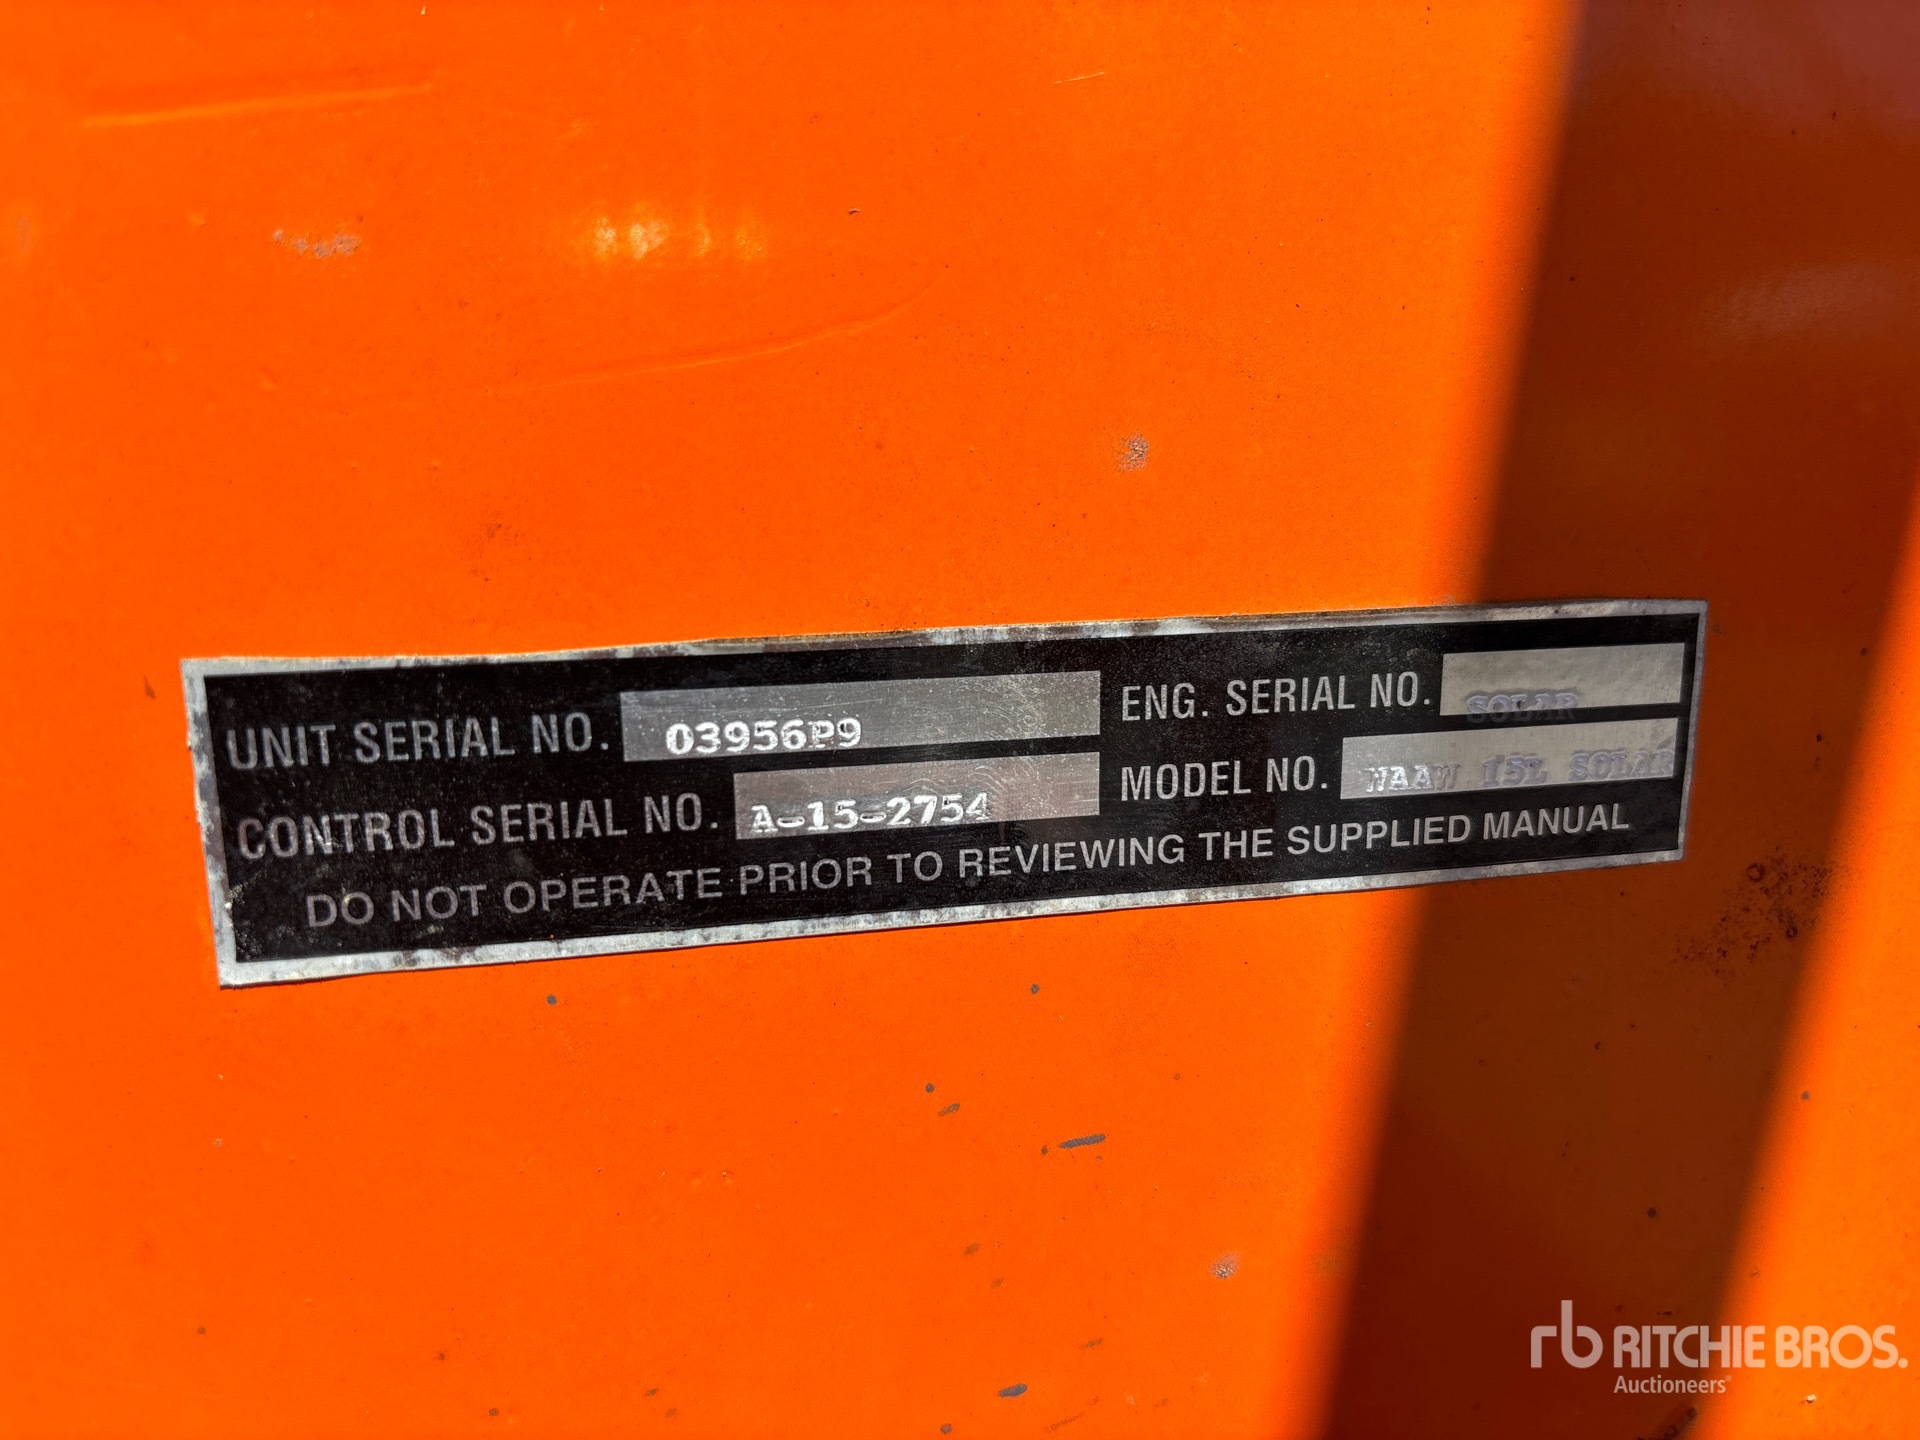 UNIT SERIAL NO. 03956P9
CONTROL SERIAL NO. A-15-2754
ENG. SERIAL NO. SOLAR
MODEL NO. WAAW 15L SOLAR
DO NOT OPERATE PRIOR TO REVIEWING THE SUPPLIED MANUAL
rb RITCHIE BROS.
Auctioneers